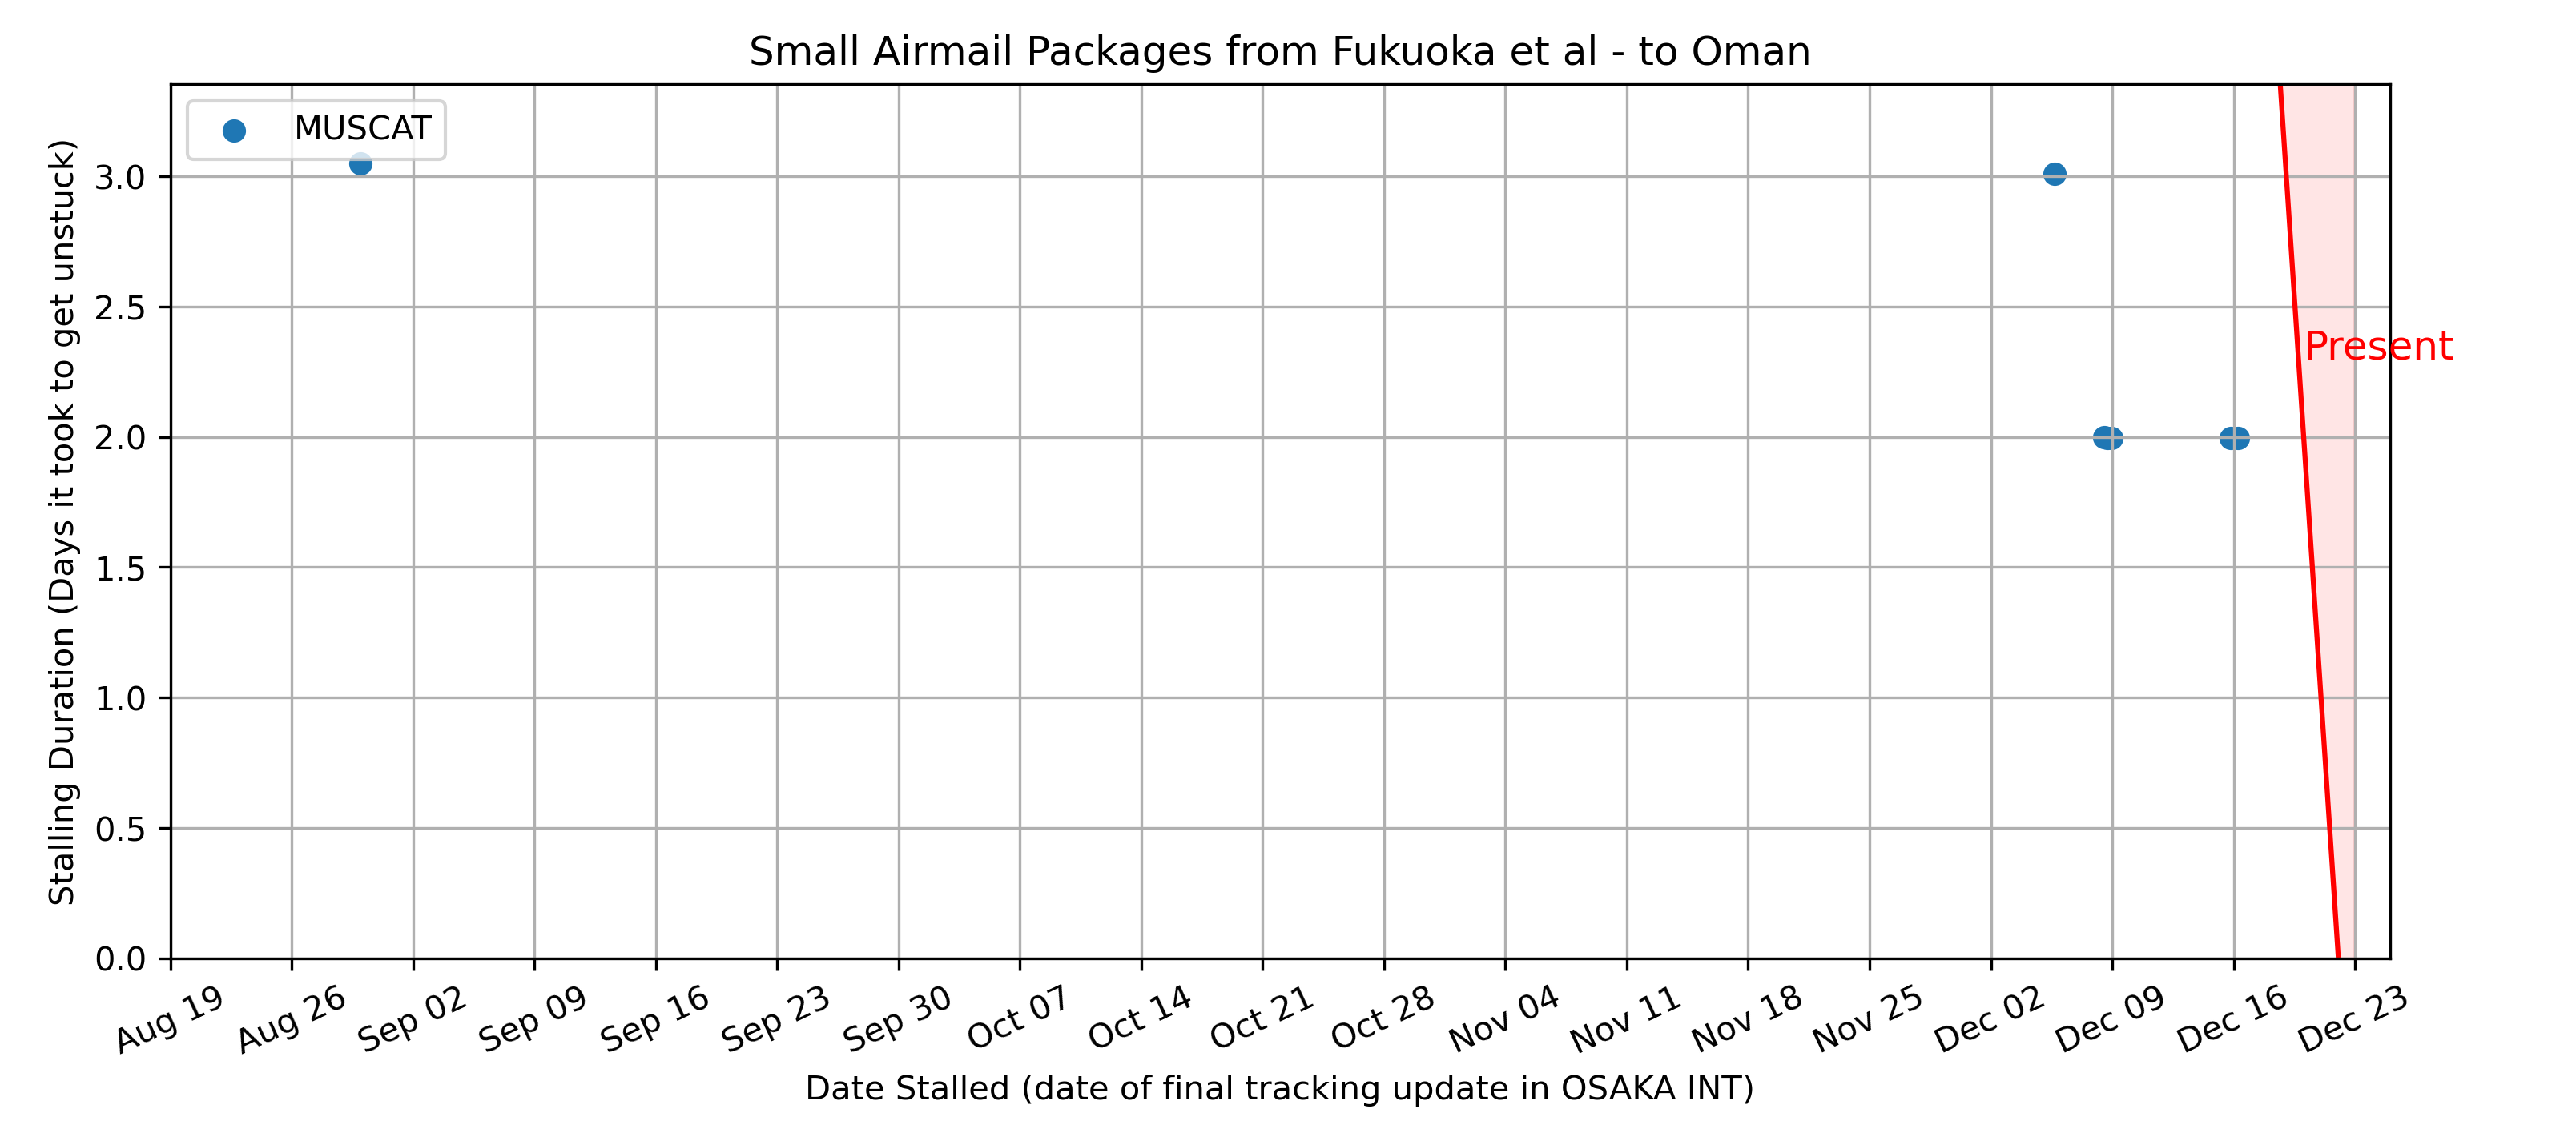 Small Airmail Packages from Fukuoka et al - to Oman
MUSCAT
Stalling Duration (Days it took to get unstuck)
3.0
2.5
2.0
1.5
1.0
0.5
0.0
Present
Aug 19
Aug 26
Sep 02
Sep 09
Sep 16
Sep 23
Sep 30
Oct 07
Oct 14
Oct 21
Oct 28
Nov 04
Nov 11
Nov 18
Nov 25
Dec 02
Dec 09
Dec 16
Dec 23
Date Stalled (date of final tracking update in OSAKA INT)